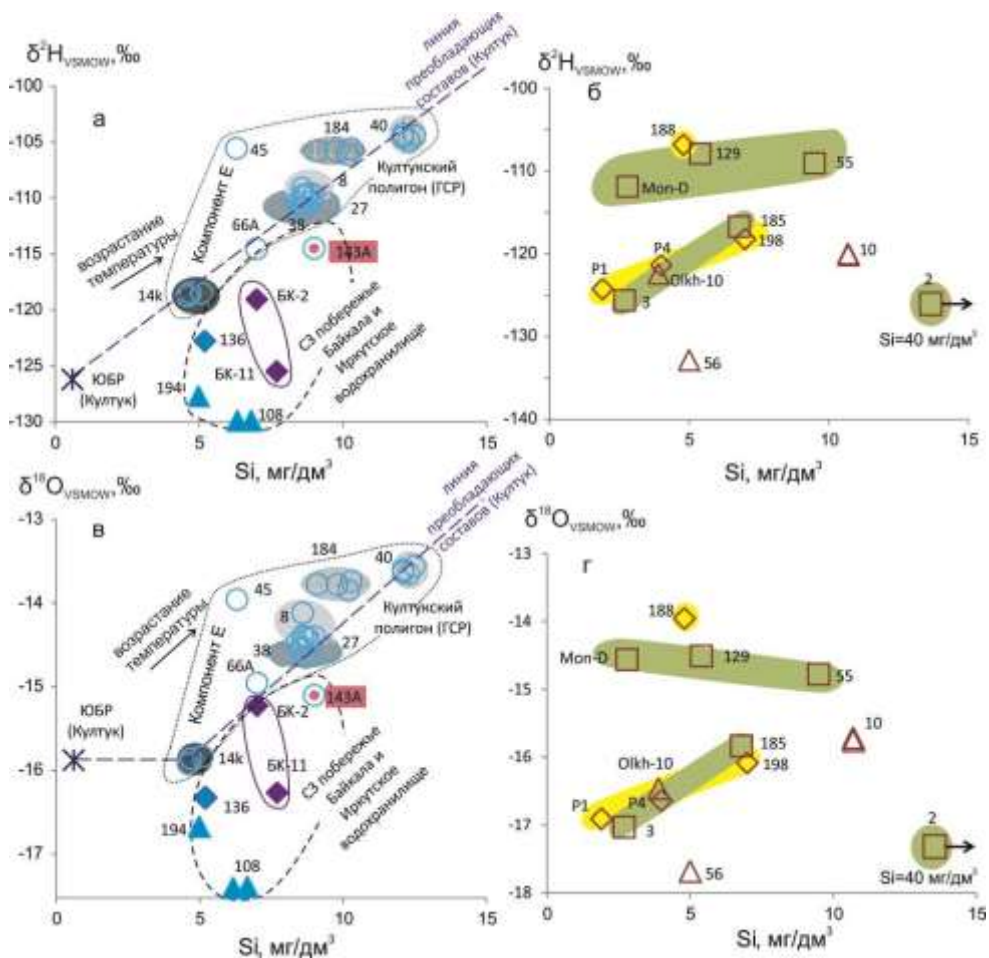 δ²H VSMOW, ‰
-100
-105
-110
-115
-120
-125
-130
0
5
10
15
Si, мг/дм³
а
линия
преобладающих
составов (Култук)
184
40
45
Култукский
полигон (ГСР)
8
27
38
66А
143А
Компонент Е
возрастание
температуры
14k
БК-2
136
БК-11
194
108
ЮБР
(Култук)
СЗ побережье
Байкала и
Иркутское
водохранилище
δ²H VSMOW, ‰
-100
-110
-120
-130
-140
0
5
10
15
Si, мг/дм³
б
188
129
55
Mon-D
185
198
P4
P1
Olkh-10
3
10
2
56
Si=40 мг/дм³
δ¹⁸O VSMOW, ‰
-13
-14
-15
-16
-17
0
5
10
15
Si, мг/дм³
в
линия
преобладающих
составов (Култук)
184
40
45
Култукский
полигон (ГСР)
8
27
38
66А
143А
Компонент Е
возрастание
температуры
БК-2
ЮБР
(Култук)
14k
БК-11
136
194
108
СЗ побережье
Байкала и
Иркутское
водохранилище
δ¹⁸O VSMOW, ‰
-13
-14
-15
-16
-17
-18
0
5
10
15
Si, мг/дм³
г
188
Mon-D
129
55
10
185
198
Olkh-10
P1
P4
3
2
56
Si=40 мг/дм³